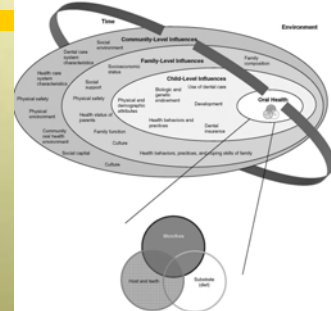 Time
Environment
Community-Level Influences
Social
environment
Dental care
system
characteristics
Family-Level Influences
Family
composition
Socioeconomic
status
Health care
system
characteristics
Child-Level Influences
Social
support
Biologic and
genetic
endowment
Use of dental care
Oral Health
Physical safety
Physical safety
Physical and
demographic
attributes
Development
Physical
environment
Health status of
parents
Health behaviors and
practices
Dental
insurance
Community
oral health
environment
Family function
Culture
Health behaviors, practices, and coping skills of family
Social capital
Culture
Microflora
Host and teeth
Substrate
(diet)